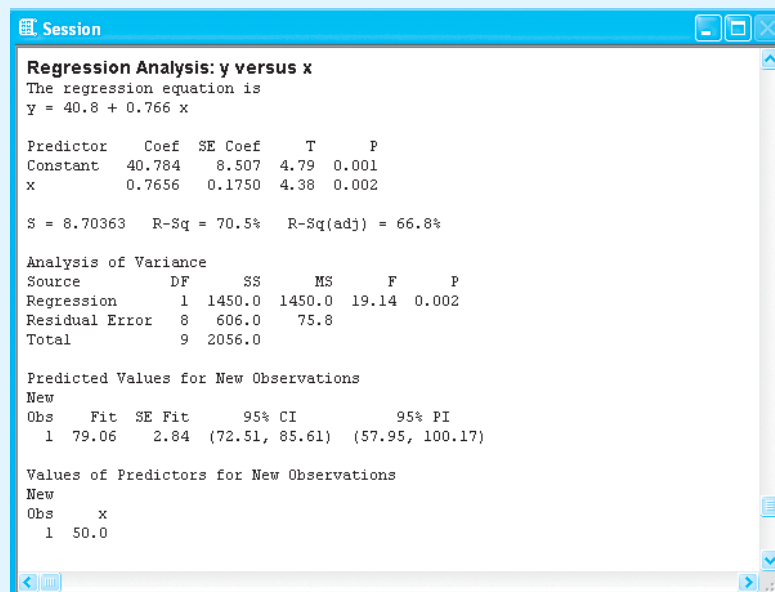 Session
Regression Analysis: y versus x
The regression equation is
y = 40.8 + 0.766 x
Predictor Coef SE Coef T P
Constant 40.784 8.507 4.79 0.001
x 0.7656 0.1750 4.38 0.002
S = 8.70363 R-Sq = 70.5% R-Sq(adj) = 66.8%
Analysis of Variance
Source DF SS MS F P
Regression 1 1450.0 1450.0 19.14 0.002
Residual Error 8 606.0 75.8
Total 9 2056.0
Predicted Values for New Observations
New
Obs Fit SE Fit 95% CI 95% PI
1 79.06 2.84 (72.51, 85.61) (57.95, 100.17)
Values of Predictors for New Observations
New
Obs x
1 50.0